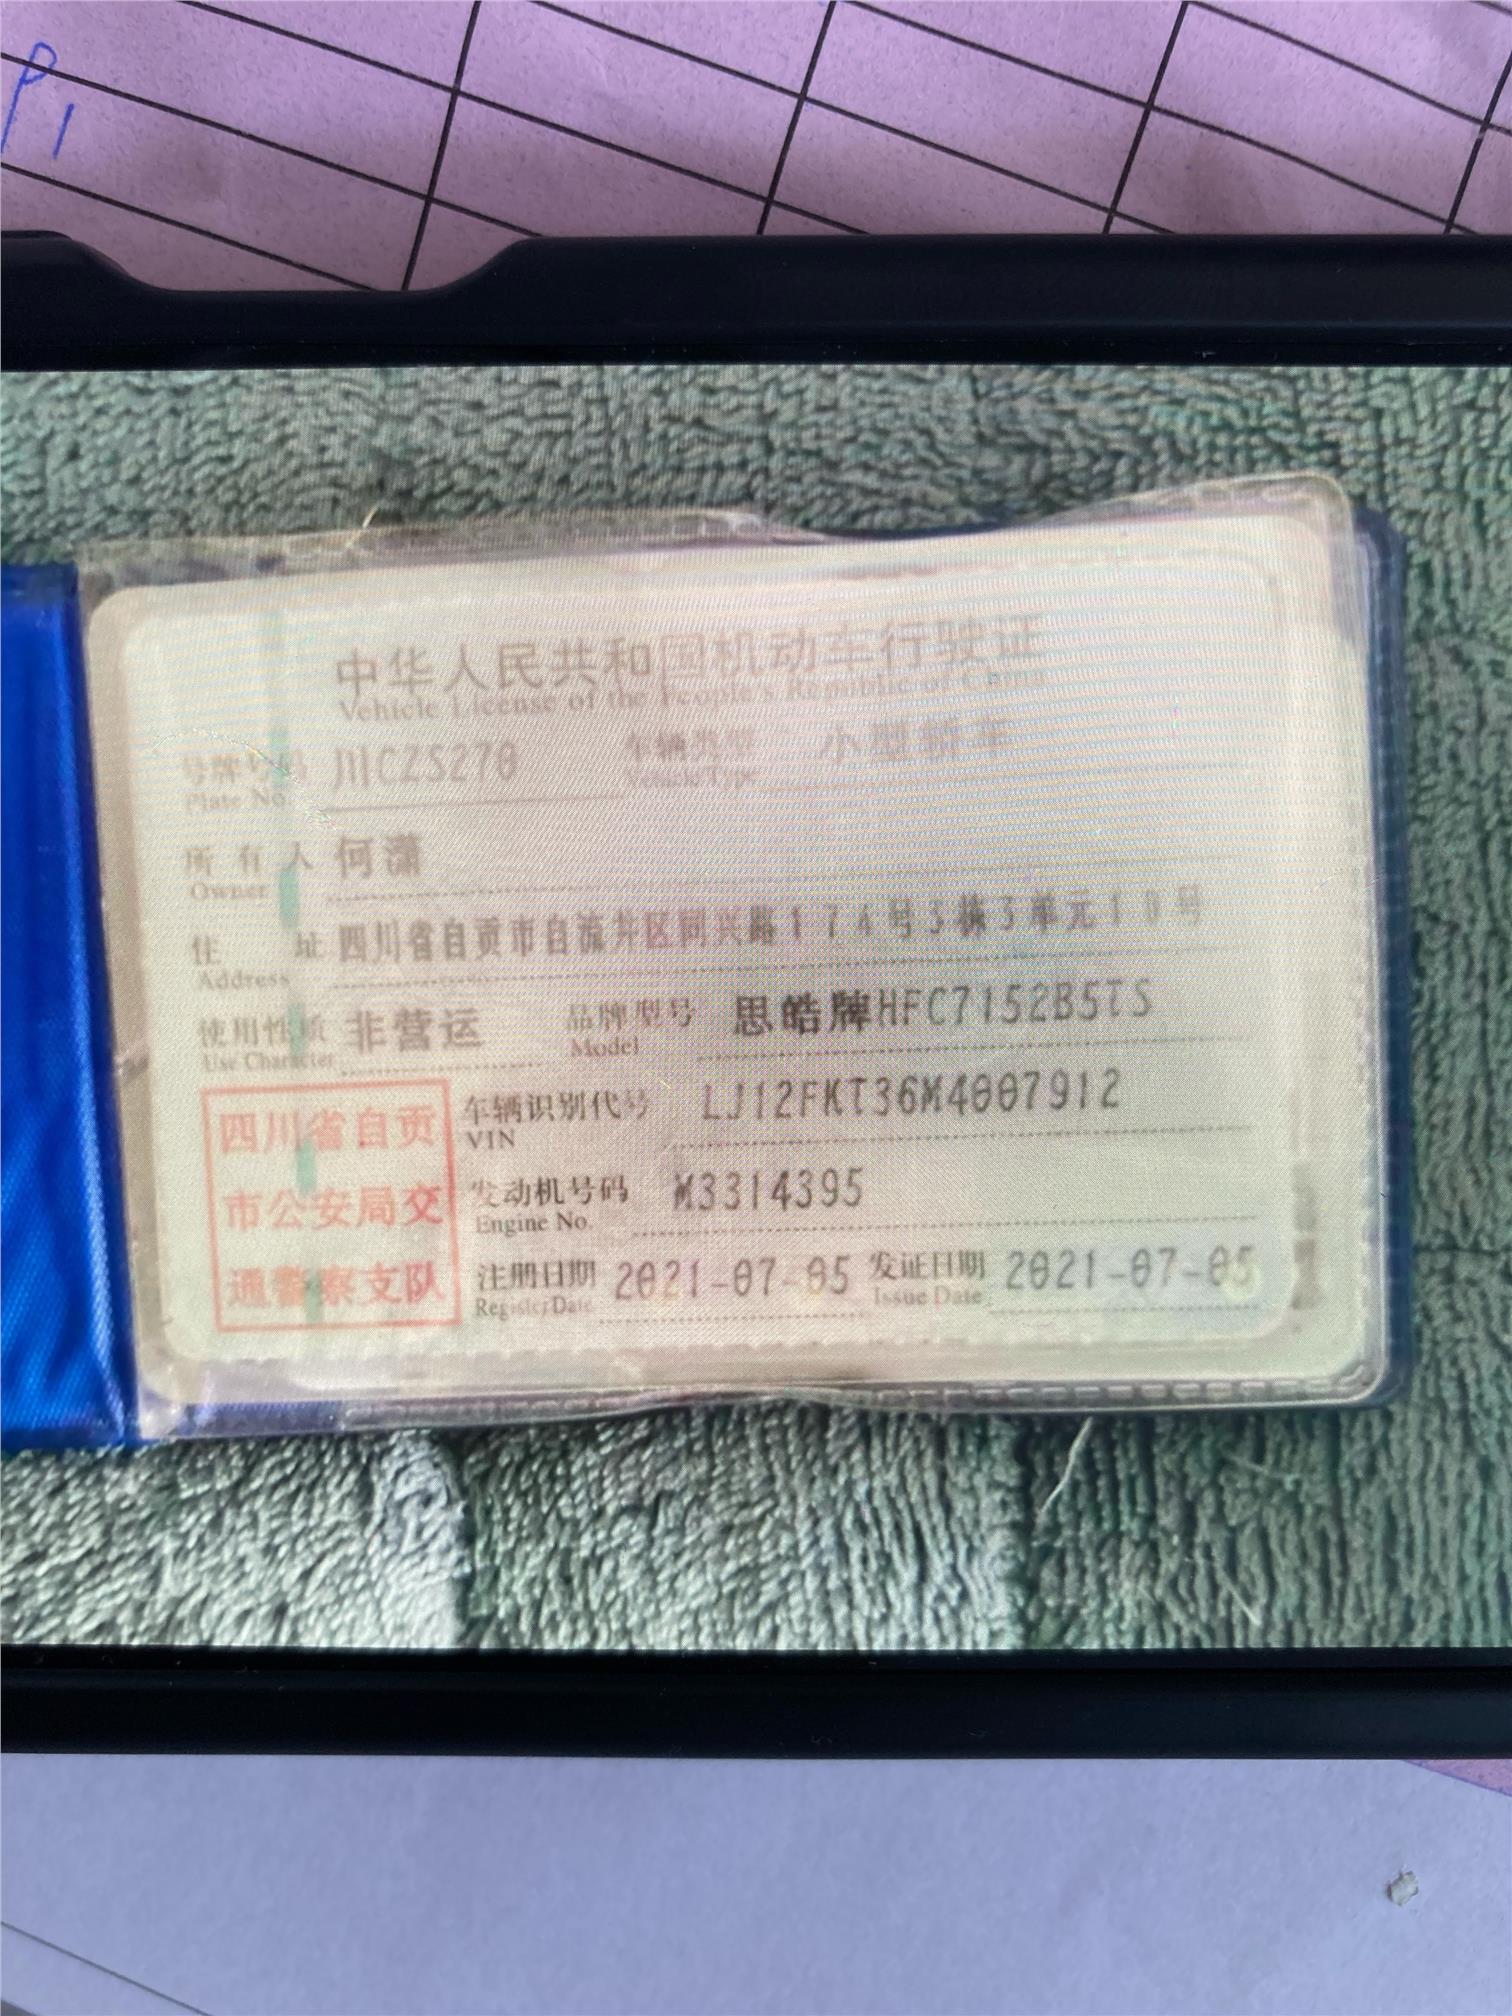 P1
中华人民共和国机动车行驶证
Vehicle License of the People's Republic of China
号牌号码 川CZS270 车辆类型 小型轿车
Plate No. Vehicle Type
所有人 何潇
Owner
住址 四川省自贡市自流井区同兴路174号3栋3单元10号
Address
使用性质 非营运 品牌型号 思皓牌HFC7152B5TS
Use Character Model
四川省自贡 车辆识别代号 LJ12FKT36M4007912
VIN
市公安局交 发动机号码 M3314395
Engine No.
通警察支队 注册日期 2021-07-05 发证日期 2021-07-05
Register Date Issue Date